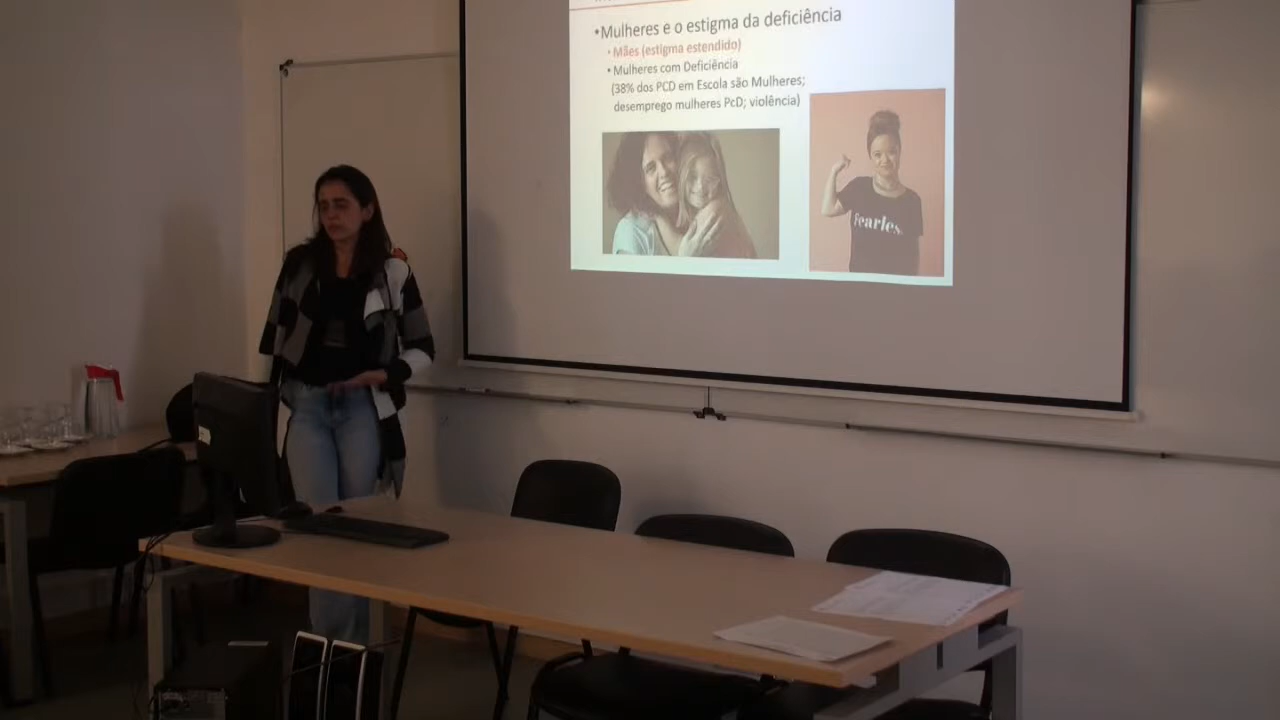 •Mulheres e o estigma da deficiência
• Mães (estigma estendido)
• Mulheres com Deficiência
(38% dos PCD em Escola são Mulheres;
desemprego mulheres PcD; violência)
Fearles